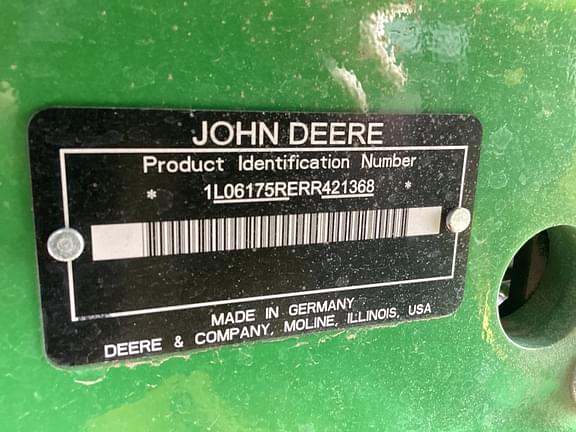 JOHN DEERE
Product Identification Number
* 1L06175RERR421368 *
MADE IN GERMANY
DEERE & COMPANY, MOLINE, ILLINOIS, USA